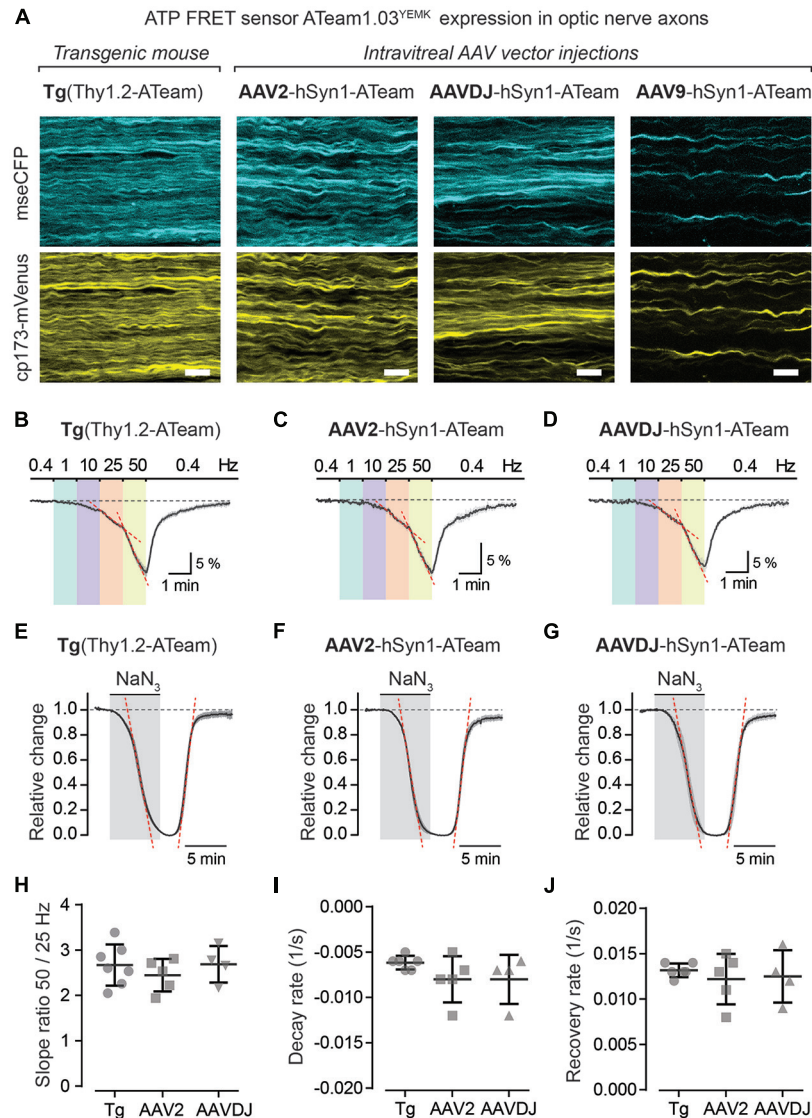 A
ATP FRET sensor ATeam1.03YEMK expression in optic nerve axons
Transgenic mouse
Intravitreal AAV vector injections
Tg(Thy1.2-ATeam)
AAV2-hSyn1-ATeam
AAVDJ-hSyn1-ATeam
AAV9-hSyn1-ATeam
mseCFP
cp173-mVenus
B
Tg(Thy1.2-ATeam)
0.4 1 10 25 50 0.4 Hz
5 %
1 min
C
AAV2-hSyn1-ATeam
0.4 1 10 25 50 0.4 Hz
5 %
1 min
D
AAVDJ-hSyn1-ATeam
0.4 1 10 25 50 0.4 Hz
5 %
1 min
E
Tg(Thy1.2-ATeam)
NaN3
Relative change
1.0
0.8
0.6
0.4
0.2
0.0
5 min
F
AAV2-hSyn1-ATeam
NaN3
Relative change
1.0
0.8
0.6
0.4
0.2
0.0
5 min
G
AAVDJ-hSyn1-ATeam
NaN3
Relative change
1.0
0.8
0.6
0.4
0.2
0.0
5 min
H
Slope ratio 50 / 25 Hz
4
3
2
1
0
Tg AAV2 AAVDJ
I
Decay rate (1/s)
0.000
-0.005
-0.010
-0.015
-0.020
Tg AAV2 AAVDJ
J
Recovery rate (1/s)
0.020
0.015
0.010
0.005
0.000
Tg AAV2 AAVDJ